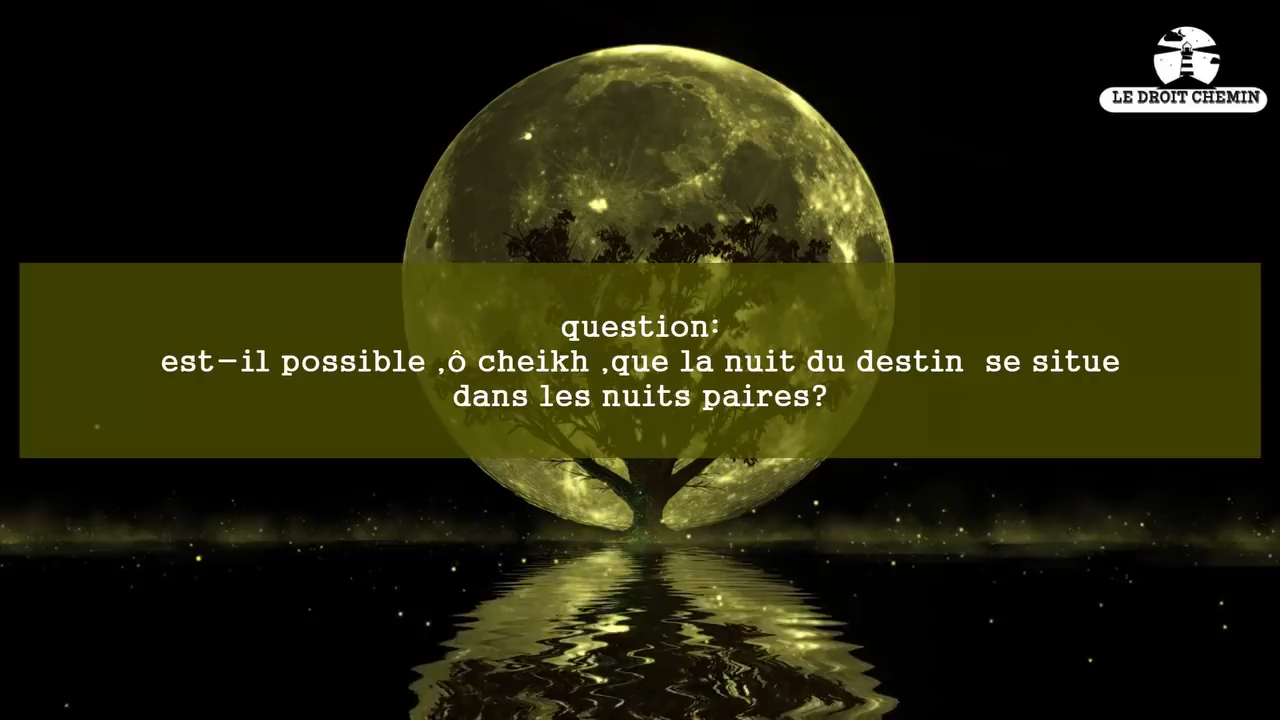 LE DROIT CHEMIN
question:
est-il possible ,ô cheikh ,que la nuit du destin se situe
dans les nuits paires?